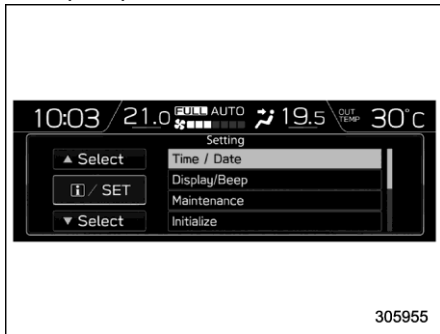 10:03 21.0 FULL AUTO 19.5 OUT TEMP 30°C
Setting
▲ Select
Time / Date
Display/Beep
i / SET
Maintenance
▼ Select
Initialize
305955